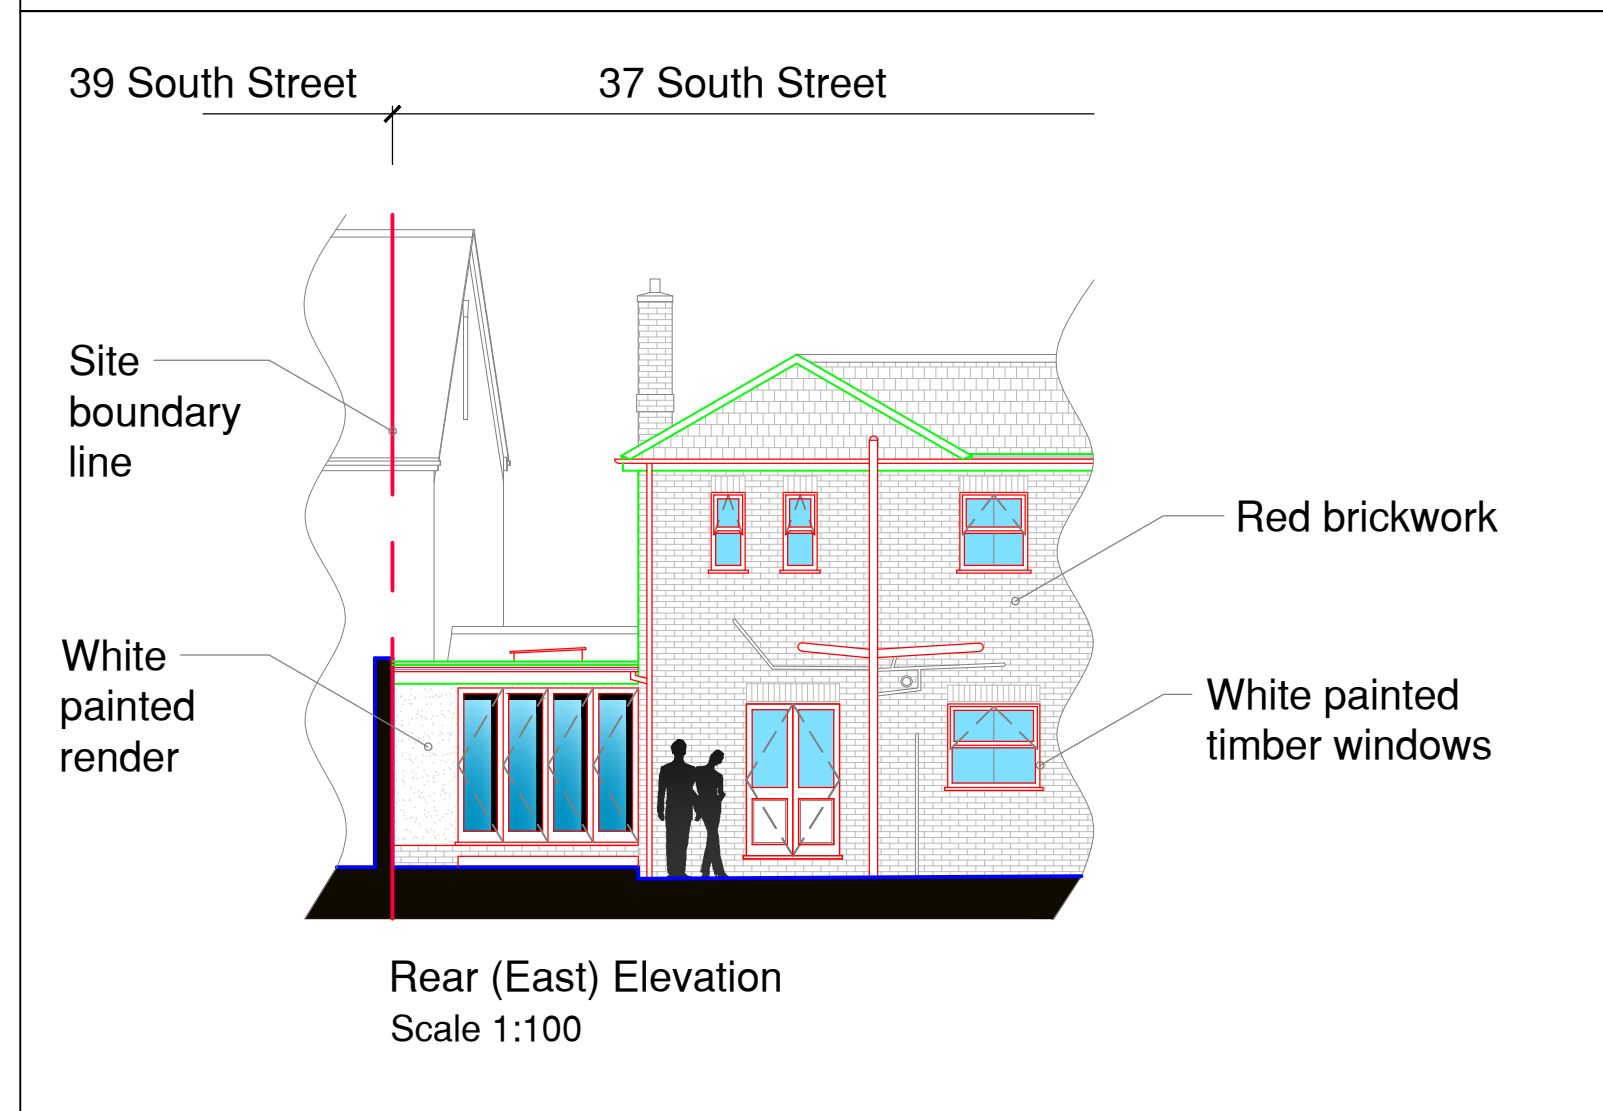 39 South Street
37 South Street
Site
boundary
line
Red brickwork
White
painted
render
White painted
timber windows
Rear (East) Elevation
Scale 1:100